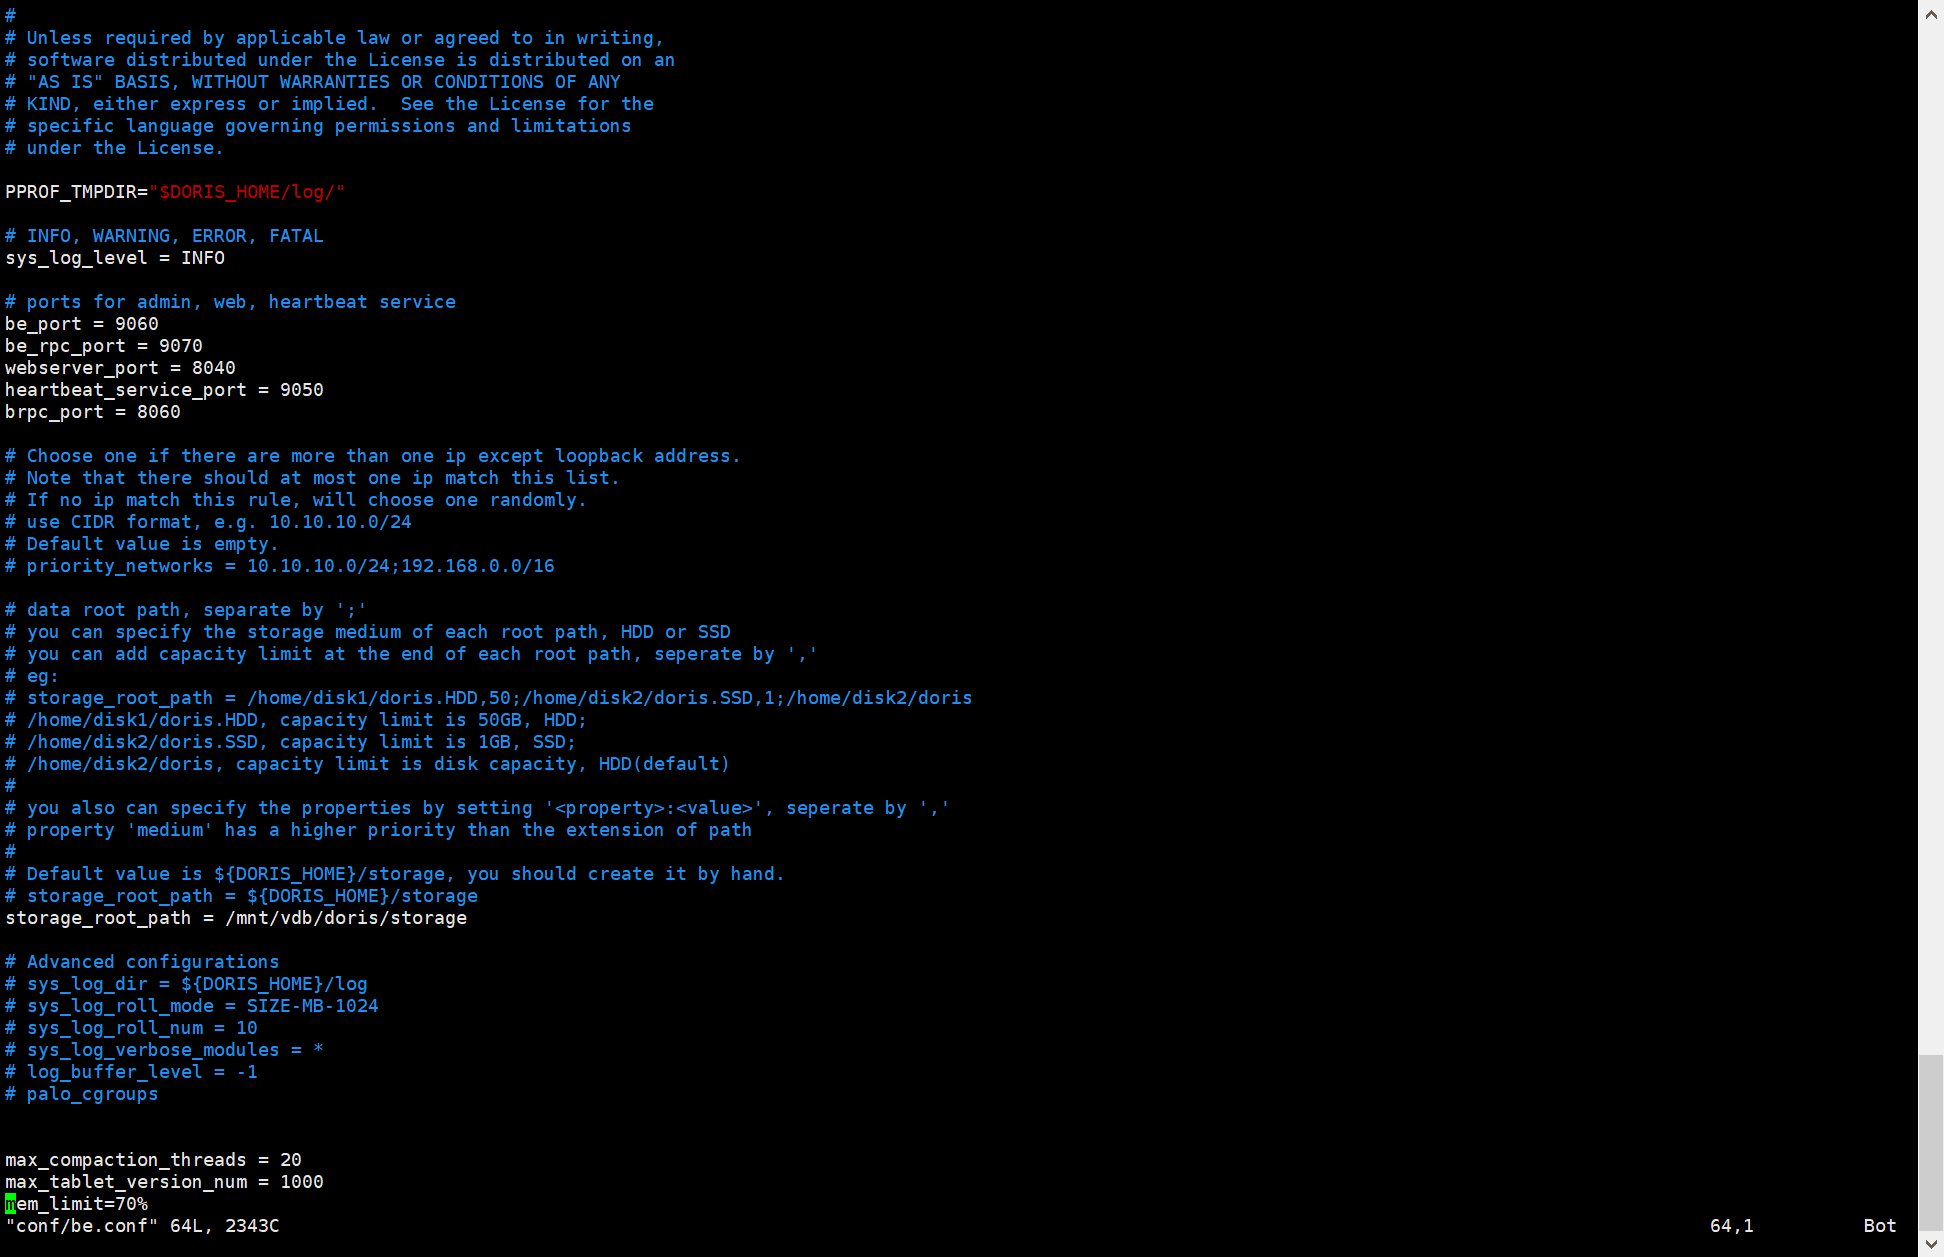 #
# Unless required by applicable law or agreed to in writing,
# software distributed under the License is distributed on an
# "AS IS" BASIS, WITHOUT WARRANTIES OR CONDITIONS OF ANY
# KIND, either express or implied.  See the License for the
# specific language governing permissions and limitations
# under the License.

PPROF_TMPDIR="$DORIS_HOME/log/"

# INFO, WARNING, ERROR, FATAL
sys_log_level = INFO

# ports for admin, web, heartbeat service
be_port = 9060
be_rpc_port = 9070
webserver_port = 8040
heartbeat_service_port = 9050
brpc_port = 8060

# Choose one if there are more than one ip except loopback address.
# Note that there should at most one ip match this list.
# If no ip match this rule, will choose one randomly.
# use CIDR format, e.g. 10.10.10.0/24
# Default value is empty.
# priority_networks = 10.10.10.0/24;192.168.0.0/16

# data root path, separate by ';'
# you can specify the storage medium of each root path, HDD or SSD
# you can add capacity limit at the end of each root path, seperate by ','
# eg:
# storage_root_path = /home/disk1/doris.HDD,50;/home/disk2/doris.SSD,1;/home/disk2/doris
# /home/disk1/doris.HDD, capacity limit is 50GB, HDD;
# /home/disk2/doris.SSD, capacity limit is 1GB, SSD;
# /home/disk2/doris, capacity limit is disk capacity, HDD(default)
#
# you also can specify the properties by setting '<property>:<value>', seperate by ','
# property 'medium' has a higher priority than the extension of path
#
# Default value is ${DORIS_HOME}/storage, you should create it by hand.
# storage_root_path = ${DORIS_HOME}/storage
storage_root_path = /mnt/vdb/doris/storage

# Advanced configurations
# sys_log_dir = ${DORIS_HOME}/log
# sys_log_roll_mode = SIZE-MB-1024
# sys_log_roll_num = 10
# sys_log_verbose_modules = *
# log_buffer_level = -1
# palo_cgroups


max_compaction_threads = 20
max_tablet_version_num = 1000
mem_limit=70%
"conf/be.conf" 64L, 2343C 64,1 Bot